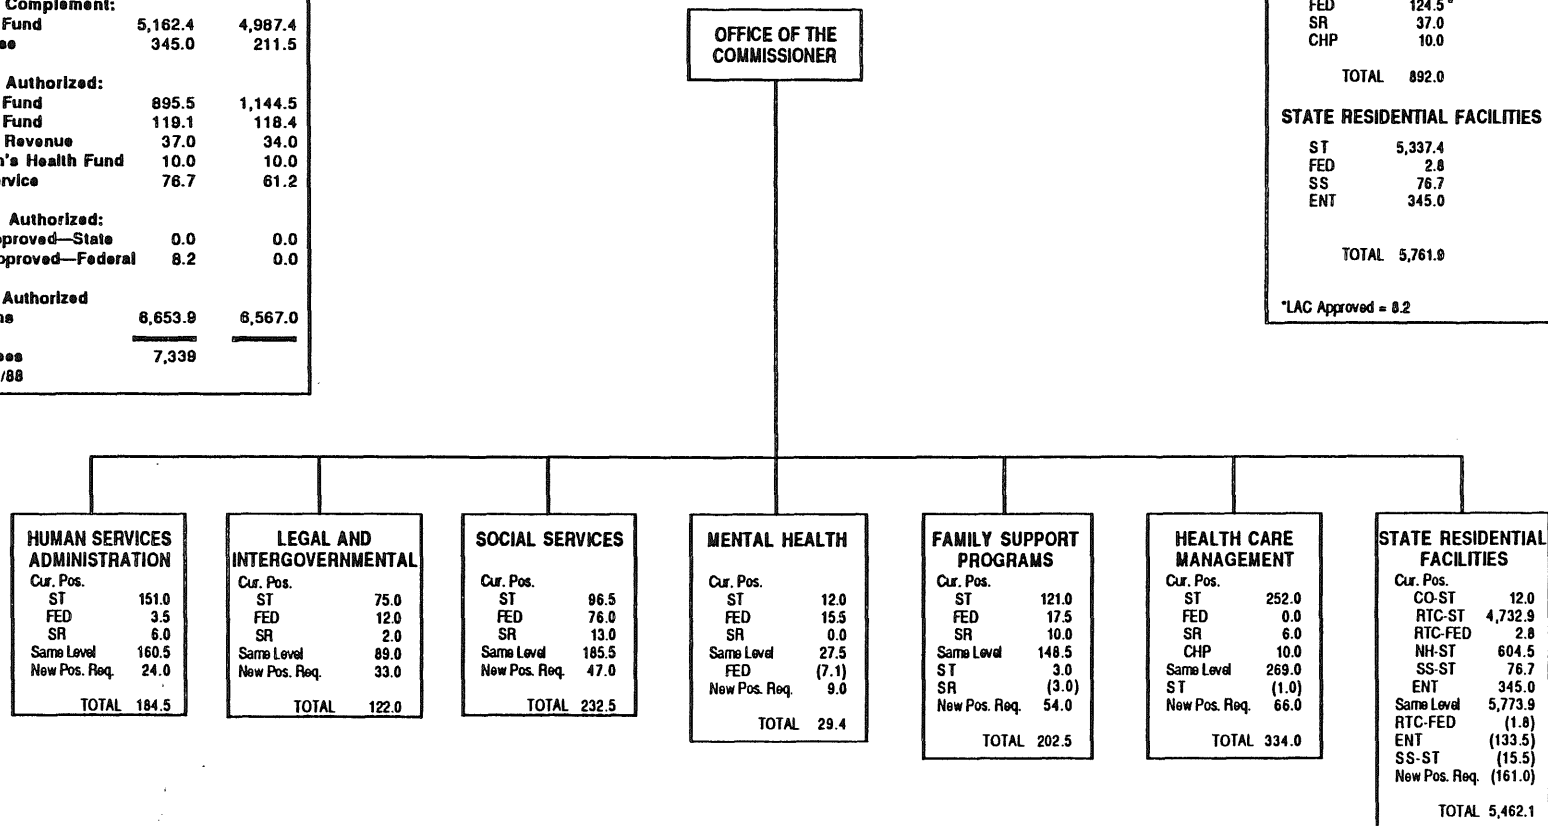 Complement:
Fund 5,162.4 4,987.4
345.0 211.5
Authorized:
Fund 895.5 1,144.5
Fund 119.1 118.4
Revenue 37.0 34.0
n's Health Fund 10.0 10.0
rvice 76.7 61.2
Authorized:
pproved—State 0.0 0.0
pproved—Federal 8.2 0.0
Authorized
6,653.9 6,567.0
7,339
/88
OFFICE OF THE
COMMISSIONER
FED 124.5*
SR 37.0
CHP 10.0
TOTAL 892.0
STATE RESIDENTIAL FACILITIES
ST 5,337.4
FED 2.8
SS 76.7
ENT 345.0
TOTAL 5,761.9
*LAC Approved = 8.2
HUMAN SERVICES
ADMINISTRATION
Cur. Pos.
ST 151.0
FED 3.5
SR 6.0
Same Level 160.5
New Pos. Req. 24.0
TOTAL 184.5
LEGAL AND
INTERGOVERNMENTAL
Cur. Pos.
ST 75.0
FED 12.0
SR 2.0
Same Level 89.0
New Pos. Req. 33.0
TOTAL 122.0
SOCIAL SERVICES
Cur. Pos.
ST 96.5
FED 76.0
SR 13.0
Same Level 185.5
New Pos. Req. 47.0
TOTAL 232.5
MENTAL HEALTH
Cur. Pos.
ST 12.0
FED 15.5
SR 0.0
Same Level 27.5
FED (7.1)
New Pos. Req. 9.0
TOTAL 29.4
FAMILY SUPPORT
PROGRAMS
Cur. Pos.
ST 121.0
FED 17.5
SR 10.0
Same Level 148.5
ST 3.0
SR (3.0)
New Pos. Req. 54.0
TOTAL 202.5
HEALTH CARE
MANAGEMENT
Cur. Pos.
ST 252.0
FED 0.0
SR 6.0
CHP 10.0
Same Level 269.0
ST (1.0)
New Pos. Req. 66.0
TOTAL 334.0
STATE RESIDENTIAL
FACILITIES
Cur. Pos.
CO-ST 12.0
RTC-ST 4,732.9
RTC-FED 2.8
NH-ST 604.5
SS-ST 76.7
ENT 345.0
Same Level 5,773.9
RTC-FED (1.8)
ENT (133.5)
SS-ST (15.5)
New Pos. Req. (161.0)
TOTAL 5,462.1